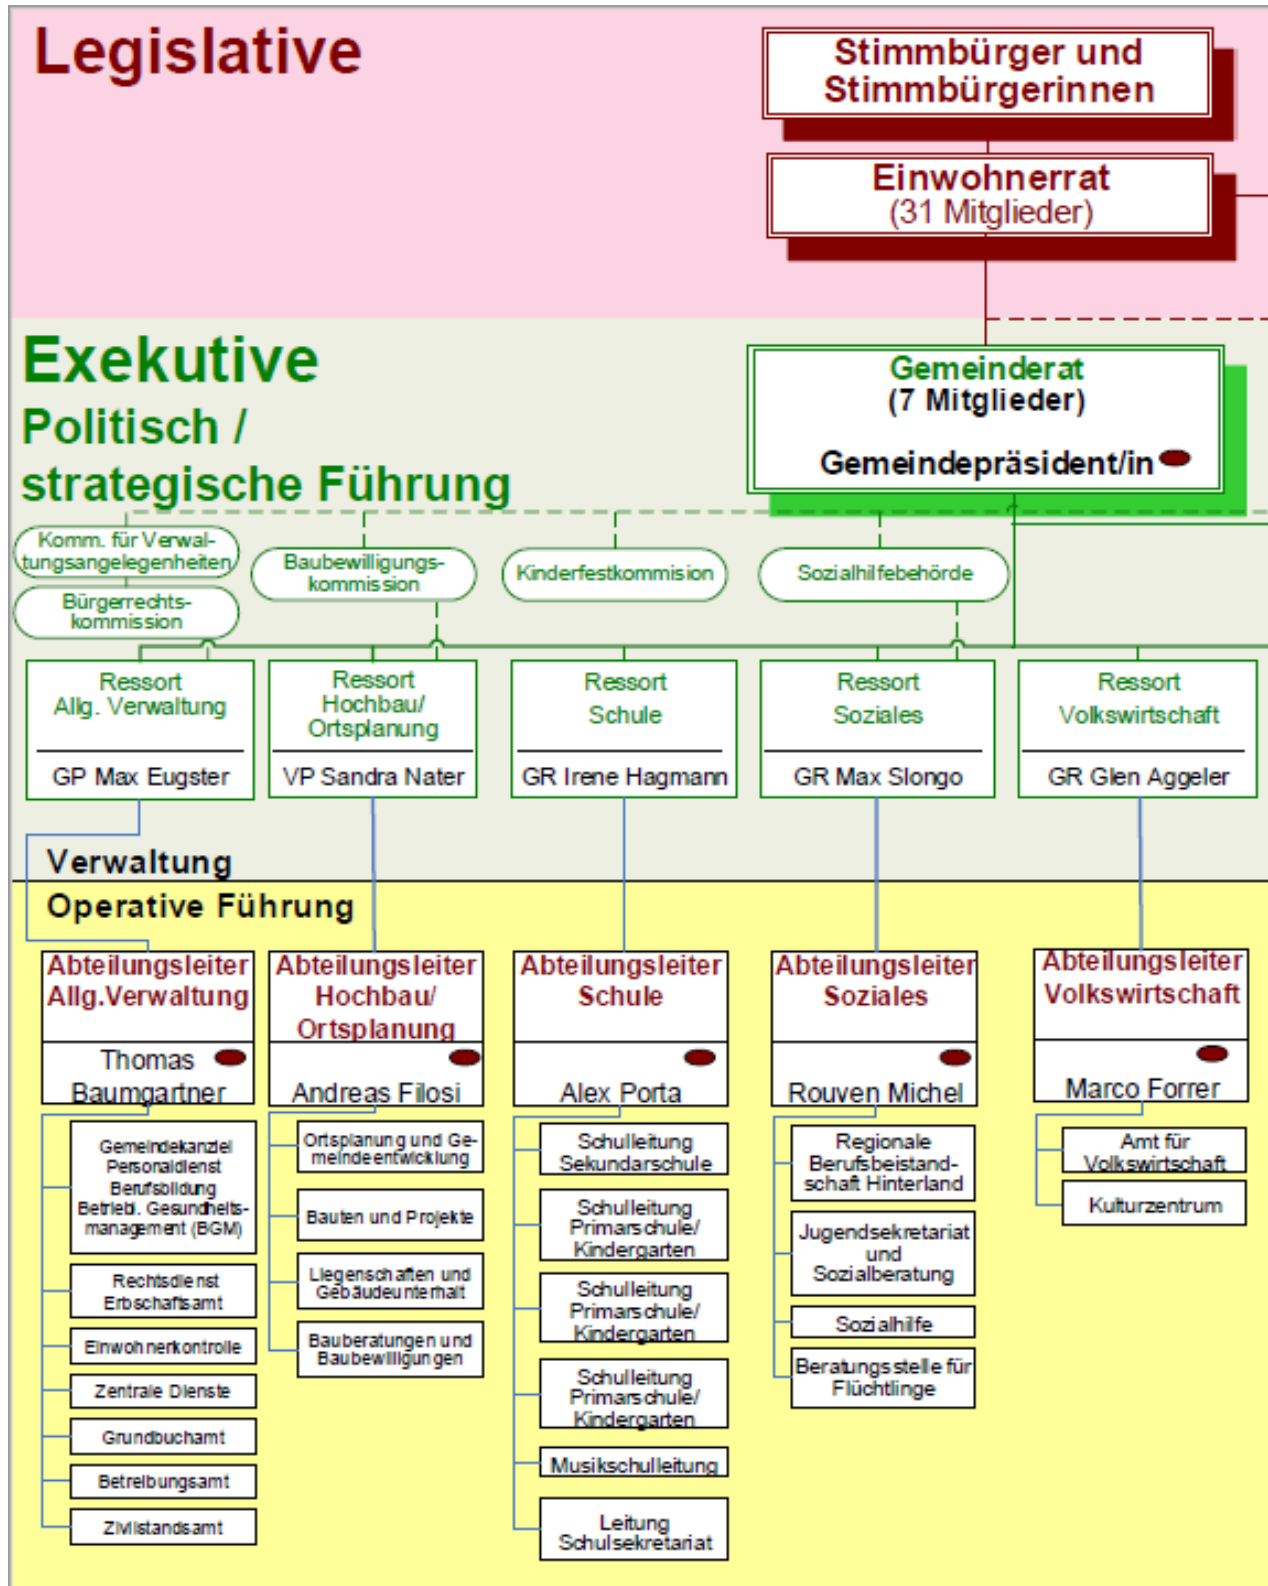 Legislative
Stimmbürger und
Stimmbürgerinnen
Einwohnerrat
(31 Mitglieder)
Exekutive
Politisch /
strategische Führung
Gemeinderat
(7 Mitglieder)
Gemeindepräsident/in
Komm. für Verwal-
tungsangelegenheiten
Bürgerrechts-
kommission
Baubewilligungs-
kommission
Kinderfestkommision
Sozialhilfebehörde
Ressort
Allg. Verwaltung
GP Max Eugster
Ressort
Hochbau/
Ortsplanung
VP Sandra Nater
Ressort
Schule
GR Irene Hagmann
Ressort
Soziales
GR Max Slongo
Ressort
Volkswirtschaft
GR Glen Aggeler
Verwaltung
Operative Führung
Abteilungsleiter
Allg.Verwaltung
Thomas
Baumgartner
Gemeindekanzlei
Personaldienst
Berufsbildung
Betriebl. Gesundheits-
management (BGM)
Rechtsdienst
Erbschaftsamt
Einwohnerkontrolle
Zentrale Dienste
Grundbuchamt
Betreibungsamt
Zivilstandsamt
Abteilungsleiter
Hochbau/
Ortsplanung
Andreas Filosi
Ortsplanung und Ge-
meindeentwicklung
Bauten und Projekte
Liegenschaften und
Gebäudeunterhalt
Bauberatungen und
Baubewilligungen
Abteilungsleiter
Schule
Alex Porta
Schulleitung
Sekundarschule
Schulleitung
Primarschule/
Kindergarten
Schulleitung
Primarschule/
Kindergarten
Schulleitung
Primarschule/
Kindergarten
Musikschulleitung
Leitung
Schulsekretariat
Abteilungsleiter
Soziales
Rouven Michel
Regionale
Berufsbeistand-
schaft Hinterland
Jugendsekretariat
und
Sozialberatung
Sozialhilfe
Beratungsstelle für
Flüchtlinge
Abteilungsleiter
Volkswirtschaft
Marco Forrer
Amt für
Volkswirtschaft
Kulturzentrum